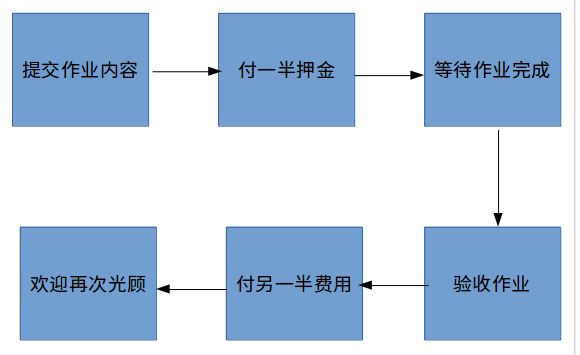 提交作业内容
付一半押金
等待作业完成
验收作业
付另一半费用
欢迎再次光顾